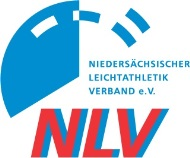 NIEDERSÄCHSISCHER
LEICHTATHLETIK
VERBAND e.V.
NLV